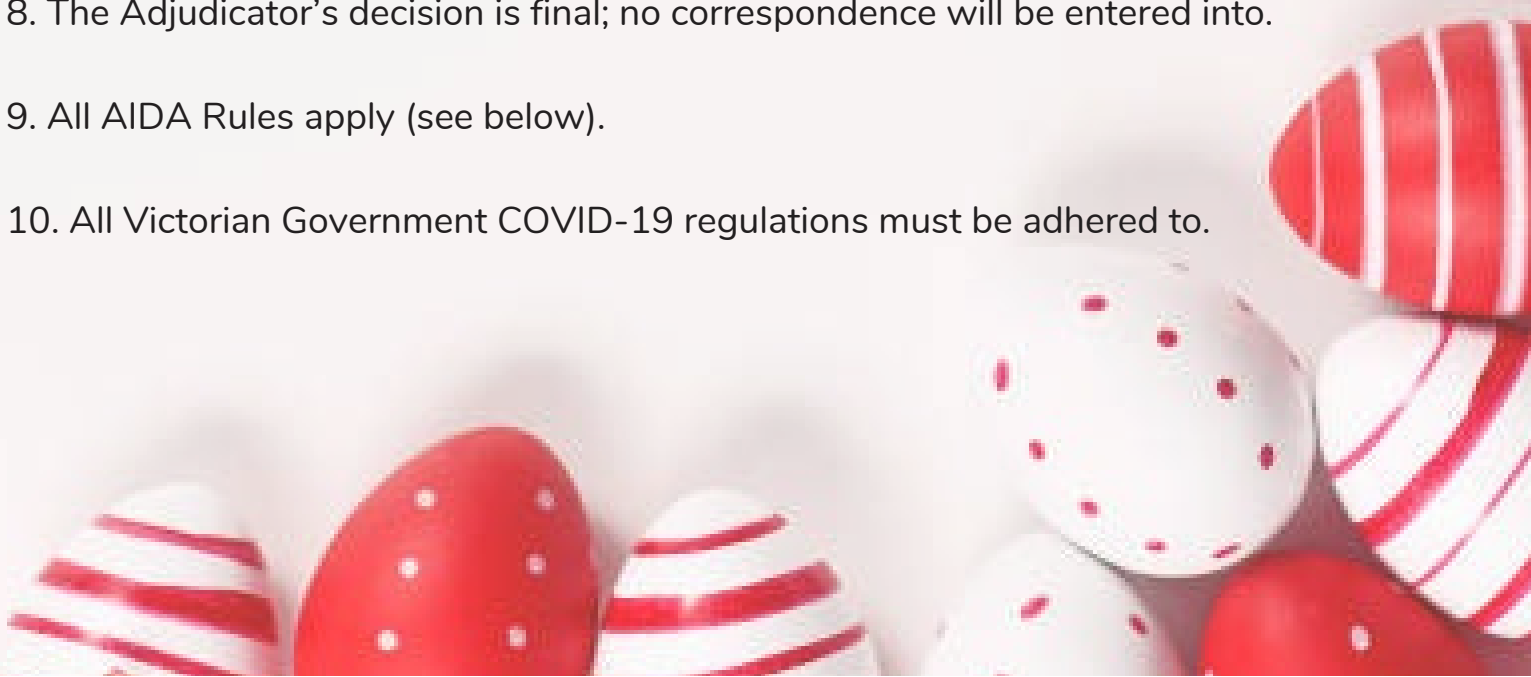 8. The Adjudicator’s decision is final; no correspondence will be entered into.
9. All AIDA Rules apply (see below).
10. All Victorian Government COVID-19 regulations must be adhered to.